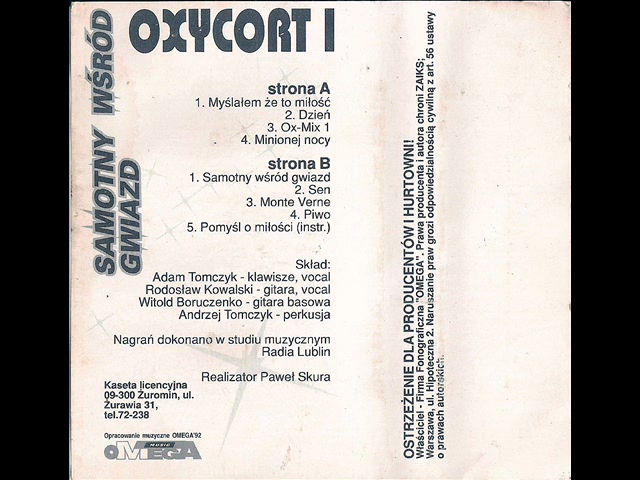 OXYCORT I
SAMOTNY WŚRÓD
GWIAZD
strona A
1. Myślałem że to miłość
2. Dzień
3. Ox-Mix 1
4. Minionej nocy
strona B
1. Samotny wśród gwiazd
2. Sen
3. Monte Verne
4. Piwo
5. Pomyśl o miłości (instr.)
Skład:
Adam Tomczyk - klawisze, vocal
Rodosław Kowalski - gitara, vocal
Witold Boruczenko - gitara basowa
Andrzej Tomczyk - perkusja
Nagrań dokonano w studiu muzycznym
Radia Lublin
Realizator Paweł Skura
Kaseta licencyjna
09-300 Żuromin, ul.
Żurawia 31,
tel.72-238
Opracowanie muzyczne OMEGA'92
MUSIC
OMEGA
OSTRZEŻENIE DLA PRODUCENTÓW I HURTOWNI!
Właściciel - Firma Fonograficzna "OMEGA". Prawa producenta i autora chroni ZAIKS;
Warszawa, ul. Hipoteczna 2. Naruszanie praw grozi odpowiedzialnością cywilną z art. 56 ustawy
o prawach autorskich.